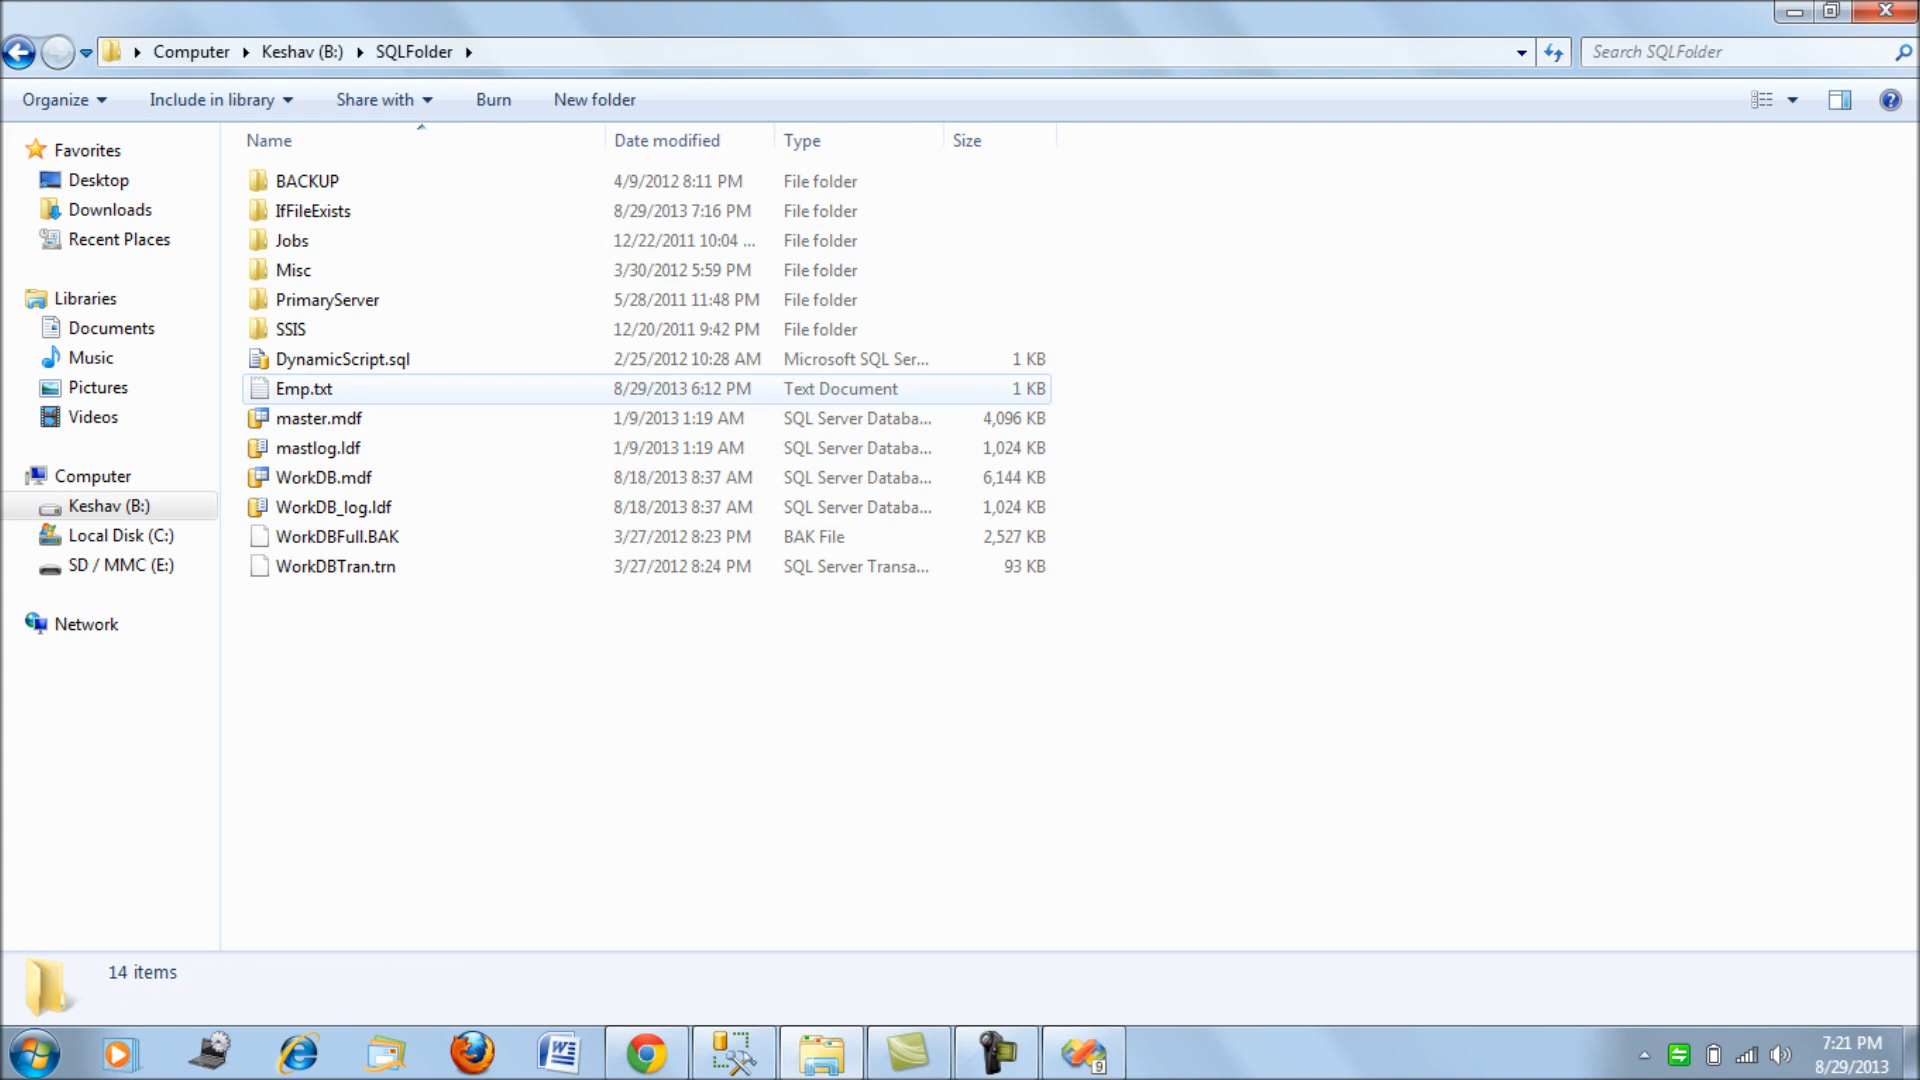 Computer Keshav (B:) SQLFolder Search SQLFolder
Organize Include in library Share with Burn New folder
Name Date modified Type Size
Favorites
Desktop
Downloads
Recent Places
Libraries
Documents
Music
Pictures
Videos
Computer
Keshav (B:)
Local Disk (C:)
SD / MMC (E:)
Network
BACKUP 4/9/2012 8:11 PM File folder
IfFileExists 8/29/2013 7:16 PM File folder
Jobs 12/22/2011 10:04 ... File folder
Misc 3/30/2012 5:59 PM File folder
PrimaryServer 5/28/2011 11:48 PM File folder
SSIS 12/20/2011 9:42 PM File folder
DynamicScript.sql 2/25/2012 10:28 AM Microsoft SQL Ser... 1 KB
Emp.txt 8/29/2013 6:12 PM Text Document 1 KB
master.mdf 1/9/2013 1:19 AM SQL Server Databa... 4,096 KB
mastlog.ldf 1/9/2013 1:19 AM SQL Server Databa... 1,024 KB
WorkDB.mdf 8/18/2013 8:37 AM SQL Server Databa... 6,144 KB
WorkDB_log.ldf 8/18/2013 8:37 AM SQL Server Databa... 1,024 KB
WorkDBFull.BAK 3/27/2012 8:23 PM BAK File 2,527 KB
WorkDBTran.trn 3/27/2012 8:24 PM SQL Server Transa... 93 KB
14 items
9
7:21 PM
8/29/2013